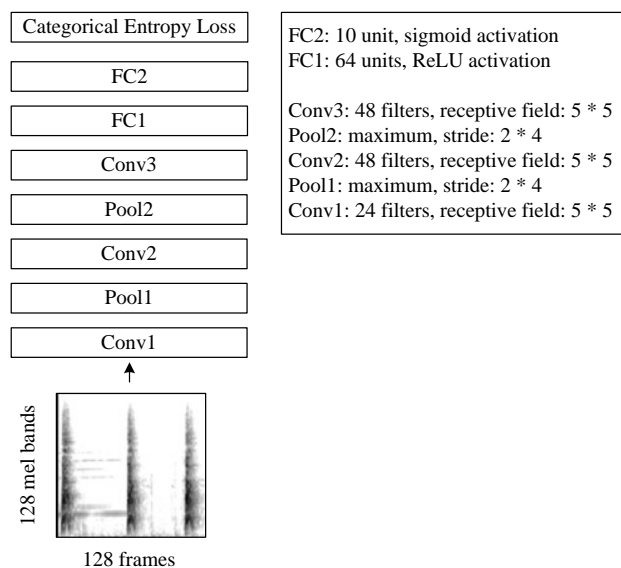 Categorical Entropy Loss
FC2
FC1
Conv3
Pool2
Conv2
Pool1
Conv1
128 mel bands
128 frames
FC2: 10 unit, sigmoid activation
FC1: 64 units, ReLU activation
Conv3: 48 filters, receptive field: 5 * 5
Pool2: maximum, stride: 2 * 4
Conv2: 48 filters, receptive field: 5 * 5
Pool1: maximum, stride: 2 * 4
Conv1: 24 filters, receptive field: 5 * 5